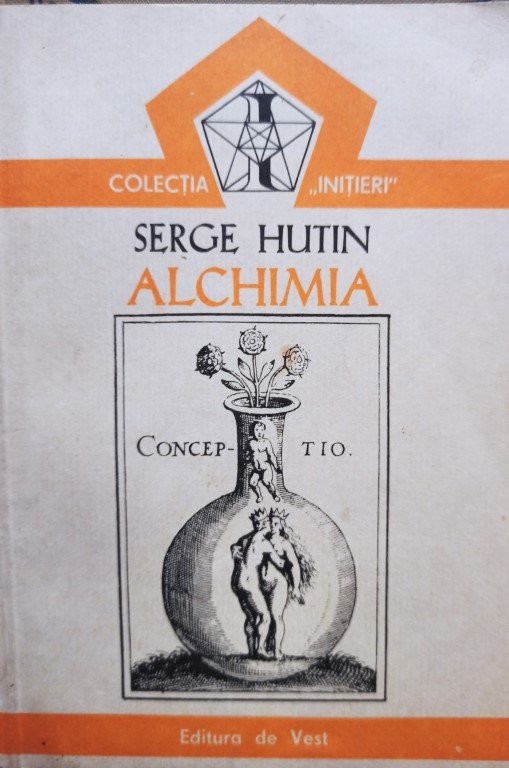 I
COLECȚIA „INIȚIERI"
SERGE HUTIN
ALCHIMIA
CONCEP- TIO.
Editura de Vest